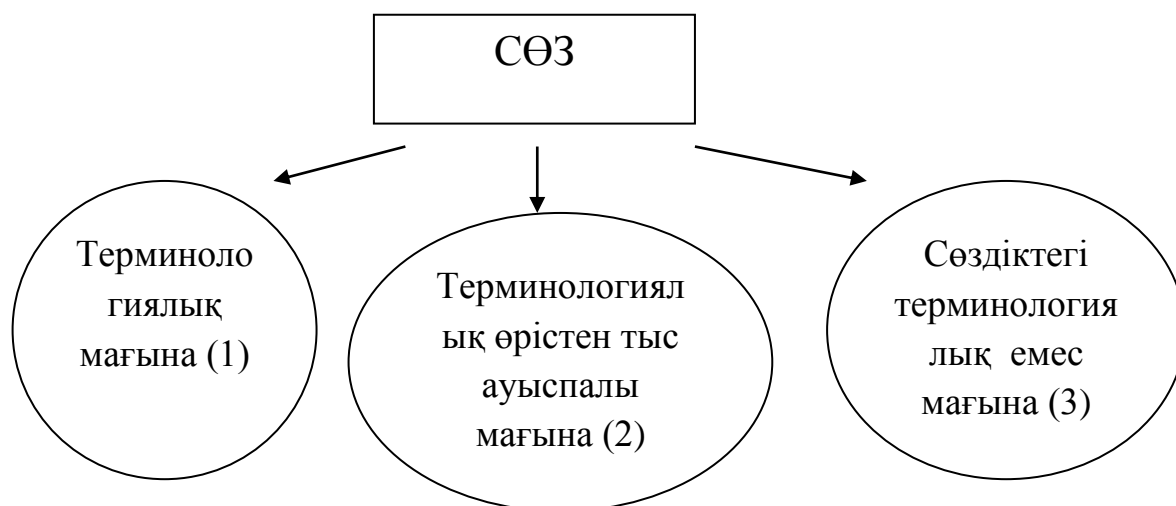 СӨЗ
Терминоло
гиялық
мағына (1)
Терминологиял
ық өрістен тыс
ауыспалы
мағына (2)
Сөздіктегі
терминология
лық емес
мағына (3)